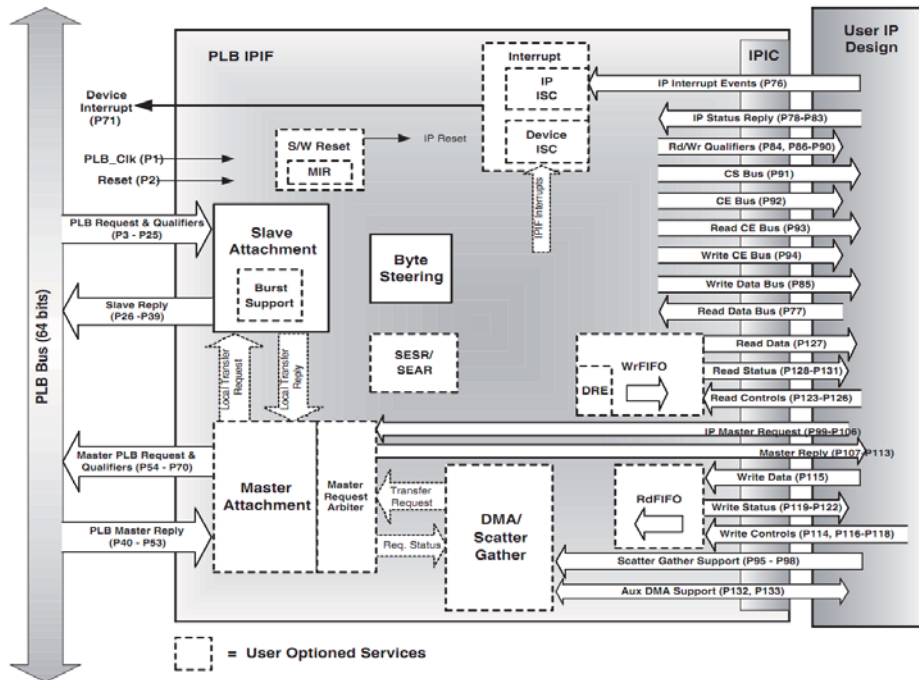 User IP
Design
PLB IPIF
IPIC
Interrupt
IP
ISC
IP Interrupt Events (P76)
Device
Interrupt
(P71)
IP Status Reply (P78-P83)
S/W Reset
MIR
IP Reset
Device
ISC
Rd/Wr Qualifiers (P84, P86-P90)
PLB_Clk (P1)
CS Bus (P91)
Reset (P2)
CE Bus (P92)
PLB Request & Qualifiers
(P3 - P25)
Slave
Attachment
IPIF Interrupts
Read CE Bus (P93)
Byte
Steering
Write CE Bus (P94)
Burst
Support
Write Data Bus (P85)
Slave Reply
(P26 -P39)
Read Data Bus (P77)
PLB Bus (64 bits)
Local Transfer
Request
Local Transfer
Reply
SESR/
SEAR
WrFIFO
DRE
Read Data (P127)
Read Status (P128-P131)
Read Controls (P123-P126)
IP Master Request (P99-P106)
Master Reply (P107-P113)
Master PLB Request &
Qualifiers (P54 - P70)
Master
Attachment
Master
Request
Arbiter
Transfer
Request
Req. Status
DMA/
Scatter
Gather
RdFIFO
Write Data (P115)
Write Status (P119-P122)
Write Controls (P114, P116-P118)
PLB Master Reply
(P40 - P53)
Scatter Gather Support (P95 - P98)
Aux DMA Support (P132, P133)
= User Optioned Services